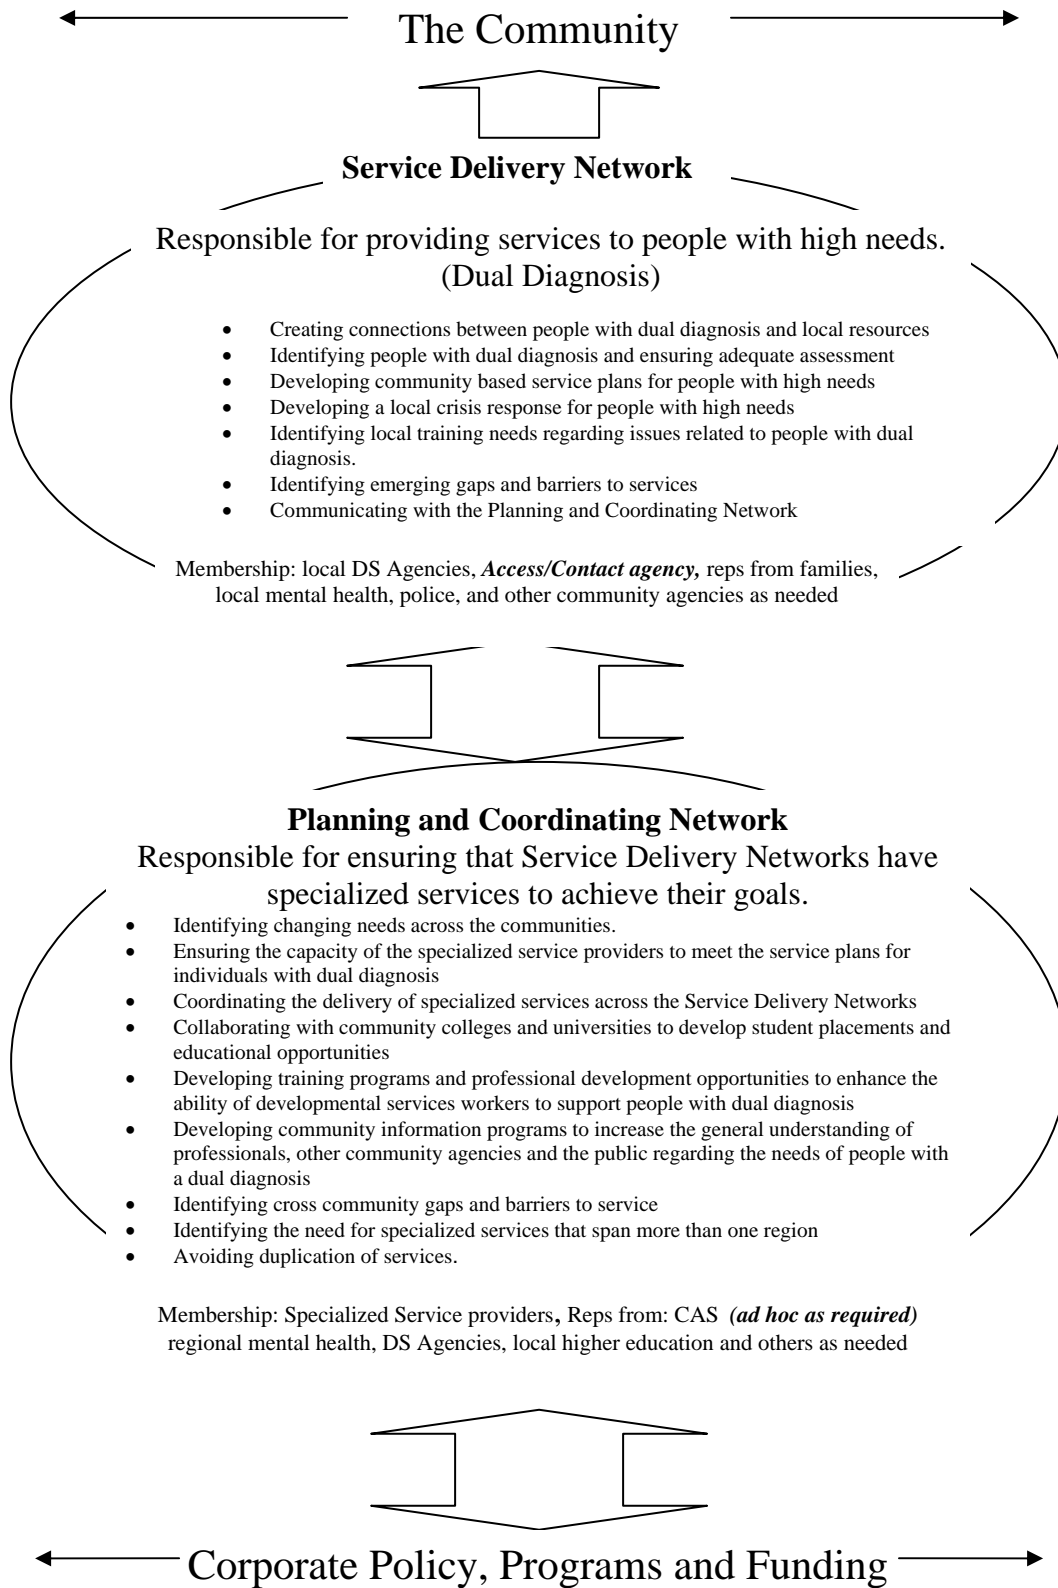 The Community
Service Delivery Network
Responsible for providing services to people with high needs.
(Dual Diagnosis)
• Creating connections between people with dual diagnosis and local resources
• Identifying people with dual diagnosis and ensuring adequate assessment
• Developing community based service plans for people with high needs
• Developing a local crisis response for people with high needs
• Identifying local training needs regarding issues related to people with dual
diagnosis.
• Identifying emerging gaps and barriers to services
• Communicating with the Planning and Coordinating Network
Membership: local DS Agencies, Access/Contact agency, reps from families,
local mental health, police, and other community agencies as needed
Planning and Coordinating Network
Responsible for ensuring that Service Delivery Networks have
specialized services to achieve their goals.
• Identifying changing needs across the communities.
• Ensuring the capacity of the specialized service providers to meet the service plans for
individuals with dual diagnosis
• Coordinating the delivery of specialized services across the Service Delivery Networks
• Collaborating with community colleges and universities to develop student placements and
educational opportunities
• Developing training programs and professional development opportunities to enhance the
ability of developmental services workers to support people with dual diagnosis
• Developing community information programs to increase the general understanding of
professionals, other community agencies and the public regarding the needs of people with
a dual diagnosis
• Identifying cross community gaps and barriers to service
• Identifying the need for specialized services that span more than one region
• Avoiding duplication of services.
Membership: Specialized Service providers, Reps from: CAS (ad hoc as required)
regional mental health, DS Agencies, local higher education and others as needed
Corporate Policy, Programs and Funding